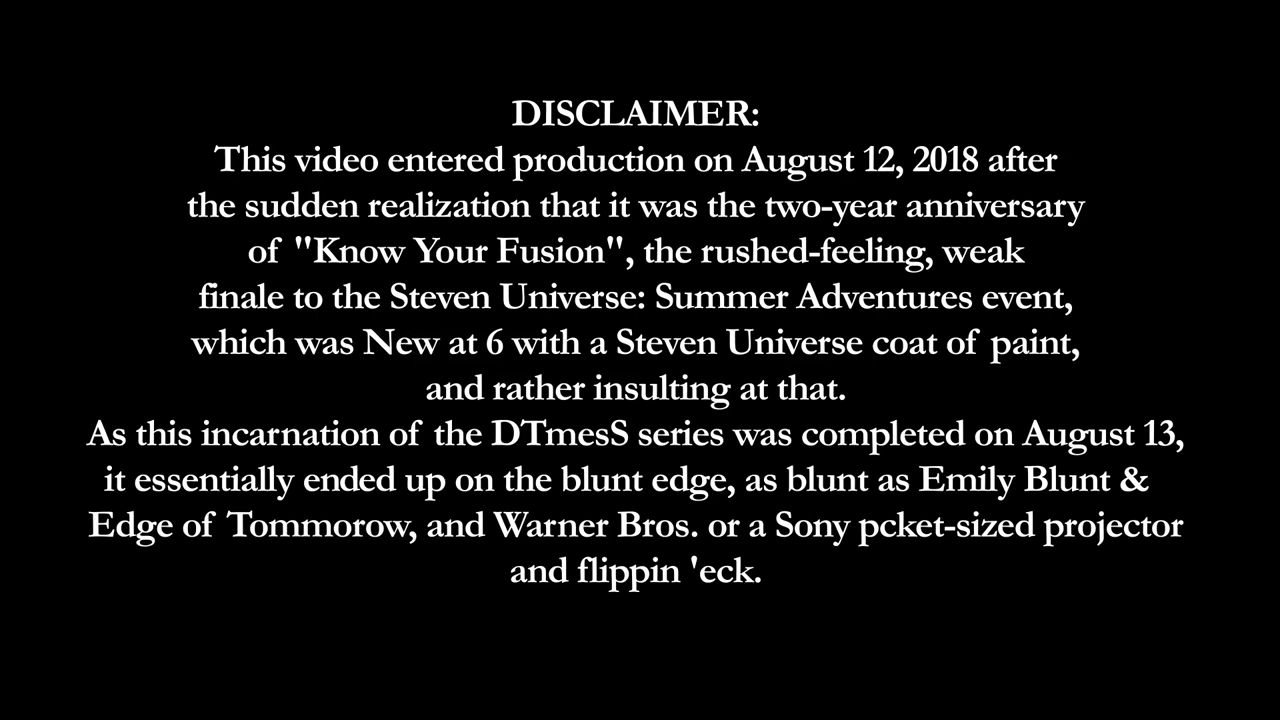 DISCLAIMER:
This video entered production on August 12, 2018 after
the sudden realization that it was the two-year anniversary
of "Know Your Fusion", the rushed-feeling, weak
finale to the Steven Universe: Summer Adventures event,
which was New at 6 with a Steven Universe coat of paint,
and rather insulting at that.
As this incarnation of the DTmesS series was completed on August 13,
it essentially ended up on the blunt edge, as blunt as Emily Blunt &
Edge of Tommorow, and Warner Bros. or a Sony pcket-sized projector
and flippin 'eck.